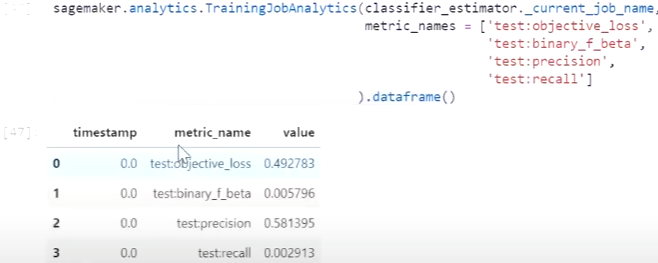 sagemaker.analytics.TrainingJobAnalytics(classifier_estimator._current_job_name,
metric_names = ['test:objective_loss',
'test:binary_f_beta',
'test:precision',
'test:recall']
).dataframe()
[47]:
timestamp metric_name value
0 0.0 test:objective_loss 0.492783
1 0.0 test:binary_f_beta 0.005796
2 0.0 test:precision 0.581395
3 0.0 test:recall 0.002913